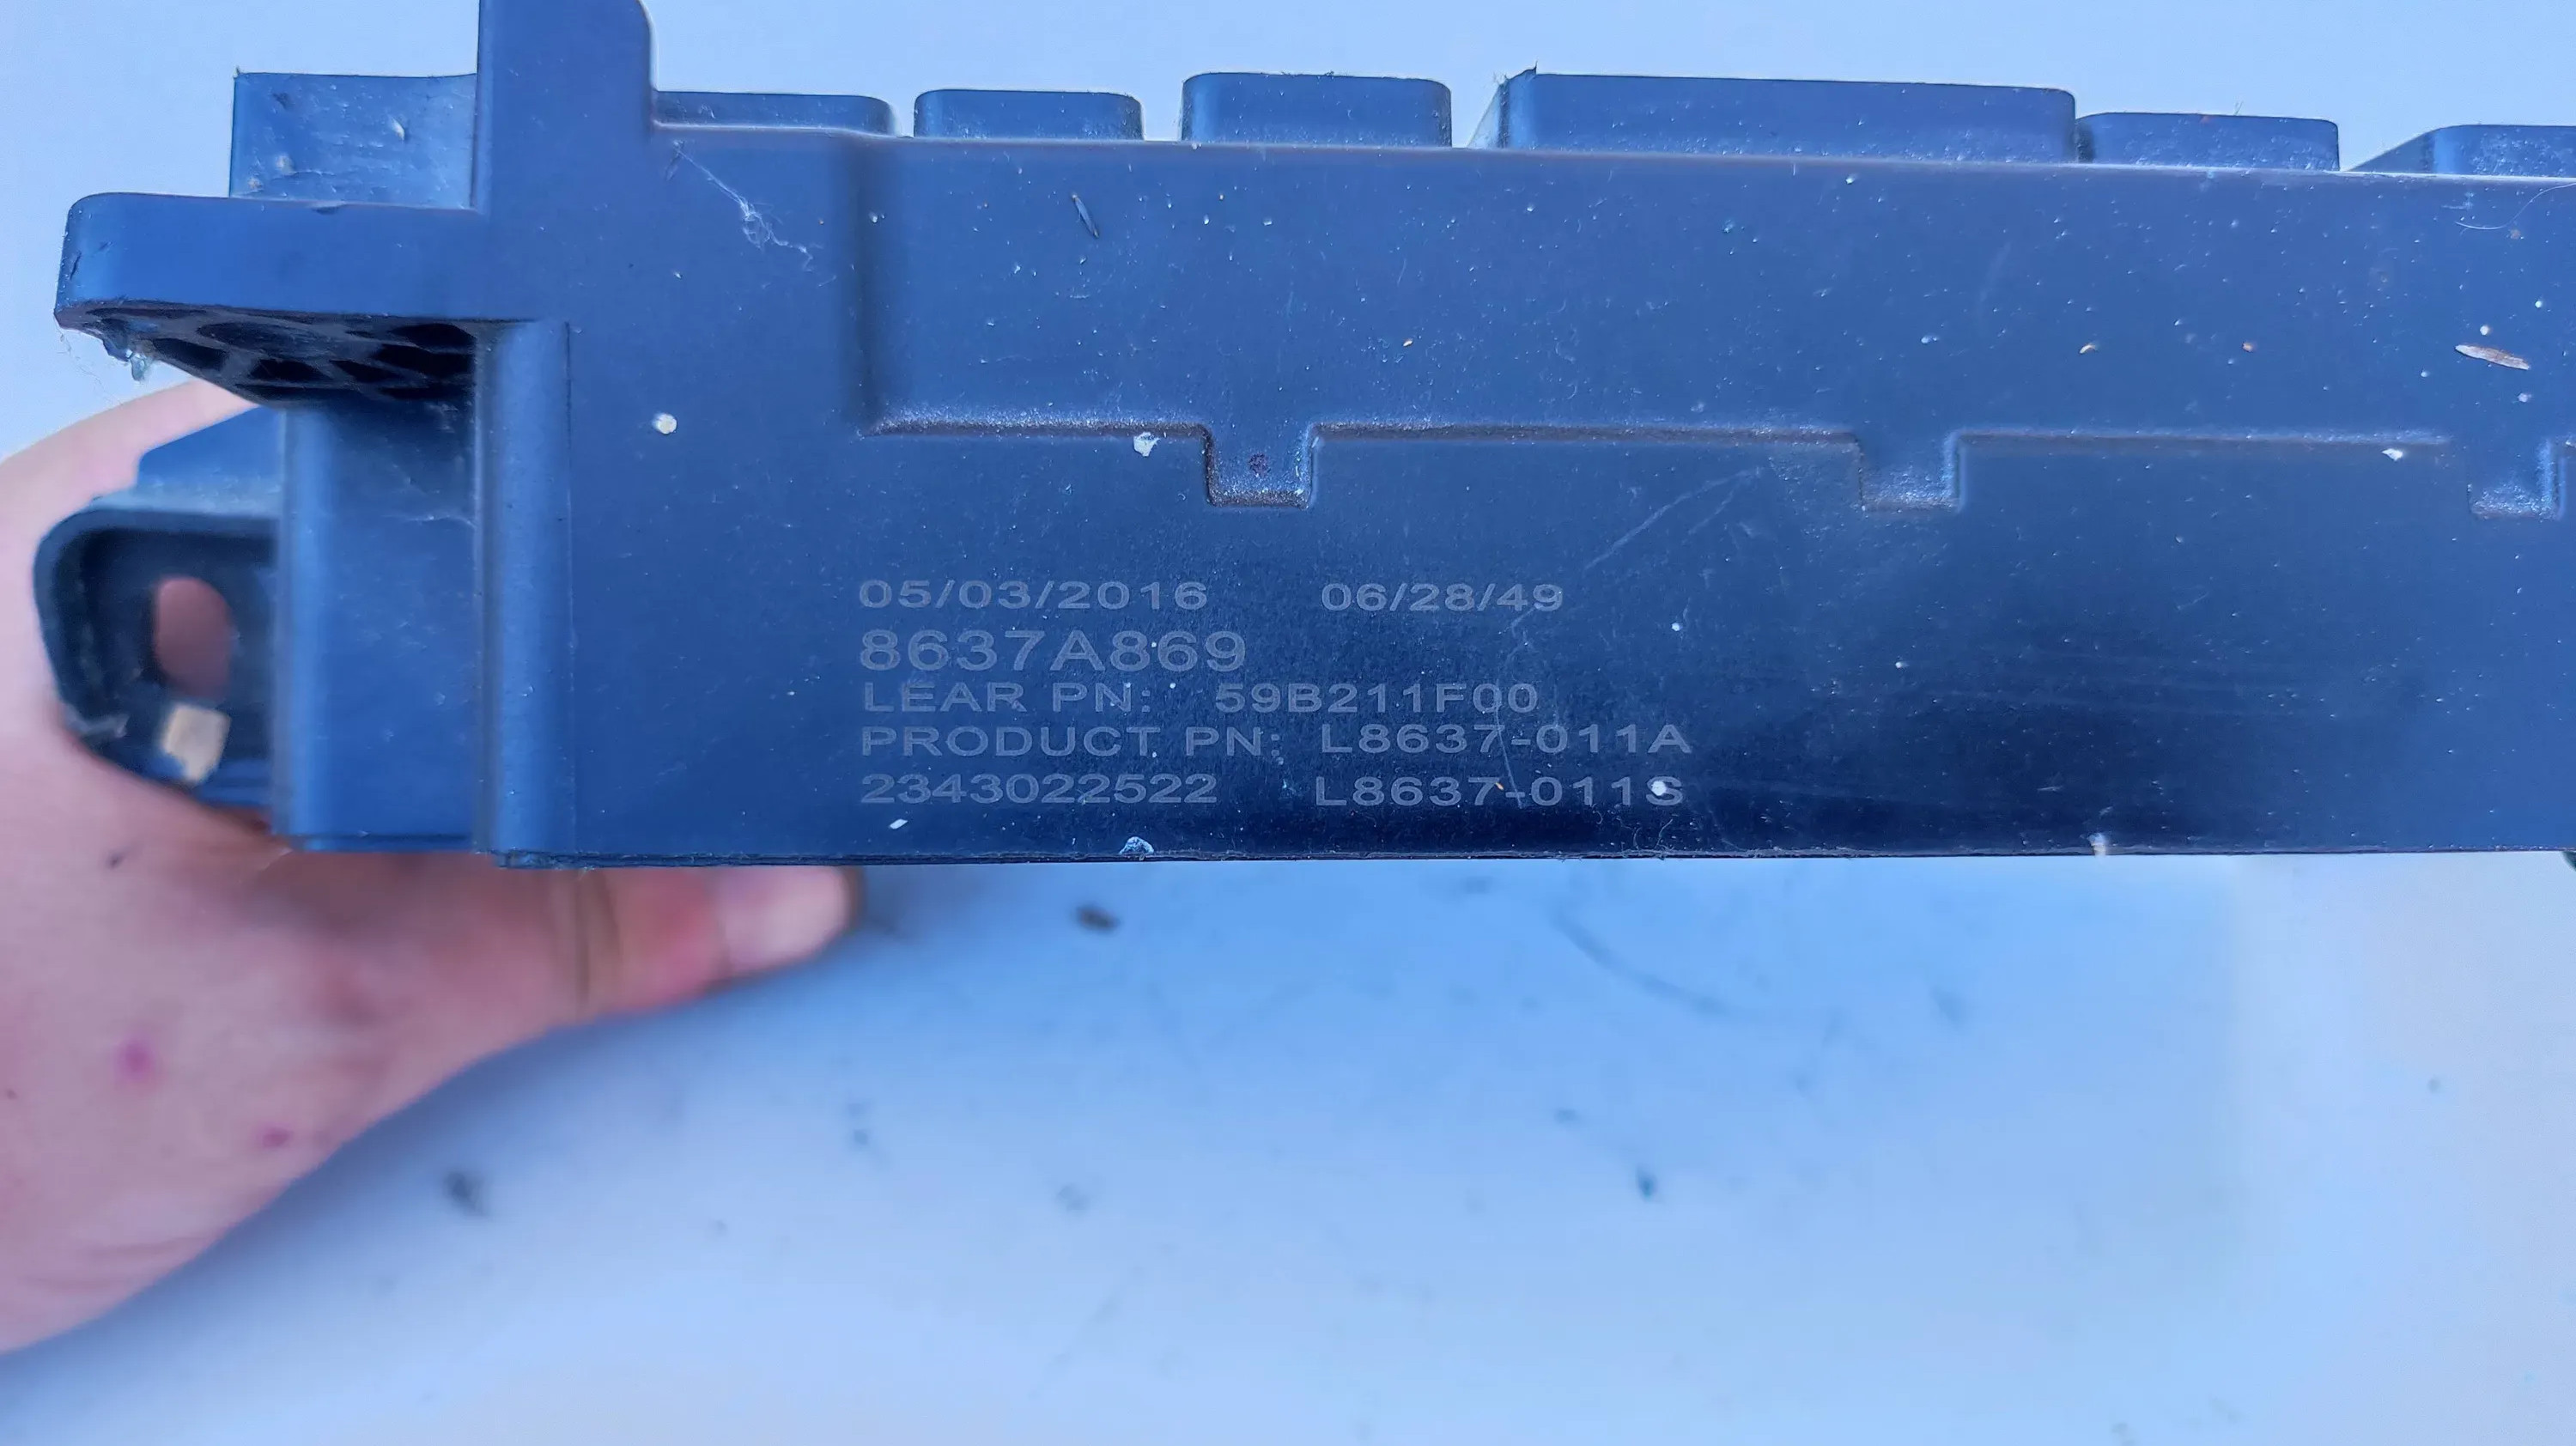 05/03/2016 06/28/49
8637A869
LEAR PN: 59B211F00
PRODUCT PN: L8637-011A
2343022522 L8637-011S